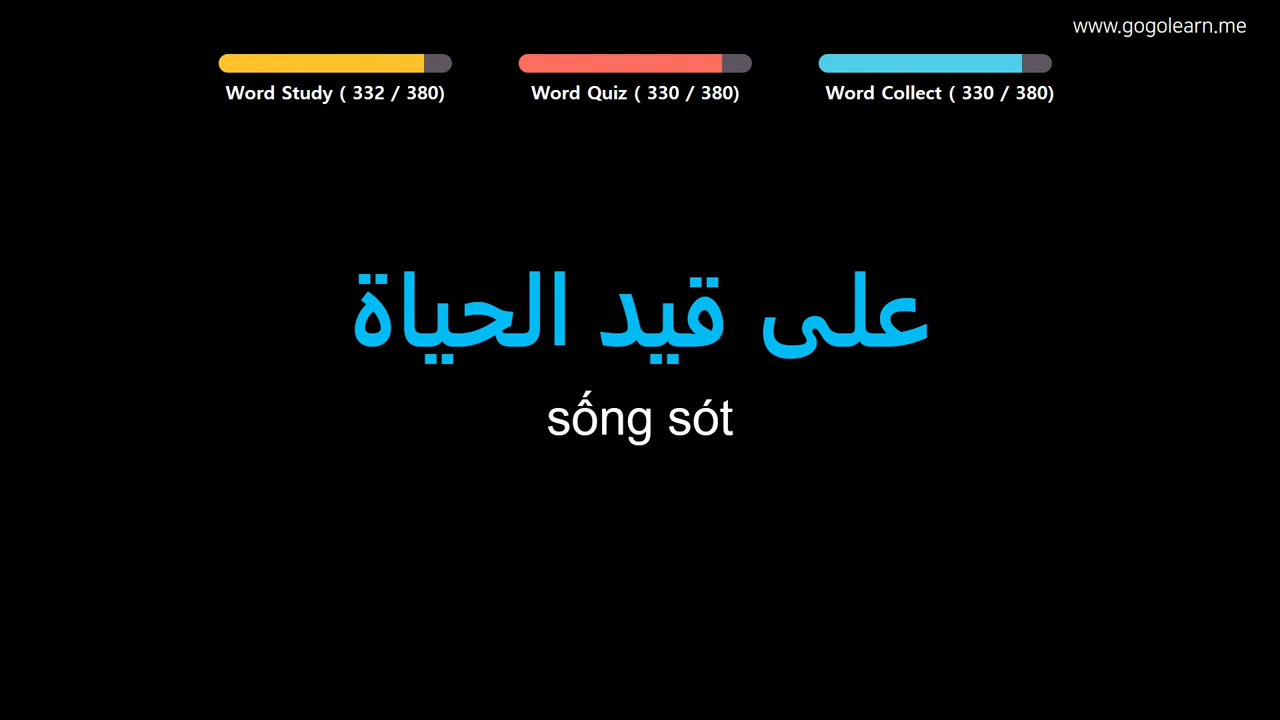 www.gogolearn.me
Word Study ( 332 / 380)
Word Quiz ( 330 / 380)
Word Collect ( 330 / 380)
على قيد الحياة
sống sót